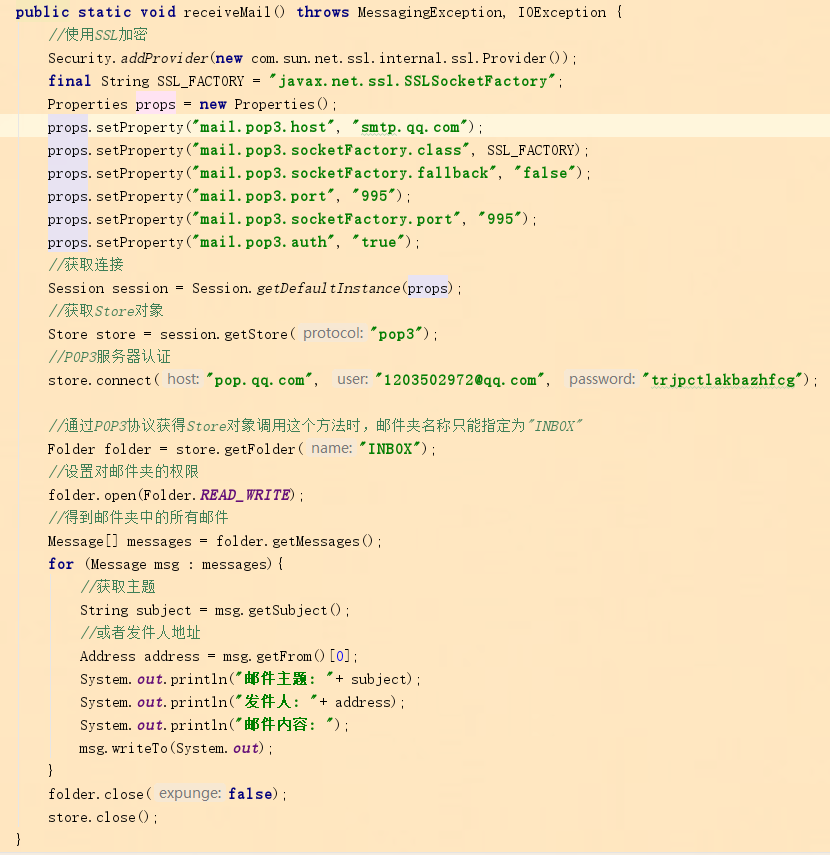 public static void receiveMail() throws MessagingException, IOException {
//使用SSL加密
Security.addProvider(new com.sun.net.ssl.internal.ssl.Provider());
final String SSL_FACTORY = "javax.net.ssl.SSLSocketFactory";
Properties props = new Properties();
props.setProperty("mail.pop3.host", "smtp.qq.com");
props.setProperty("mail.pop3.socketFactory.class", SSL_FACTORY);
props.setProperty("mail.pop3.socketFactory.fallback", "false");
props.setProperty("mail.pop3.port", "995");
props.setProperty("mail.pop3.socketFactory.port", "995");
props.setProperty("mail.pop3.auth", "true");
//获取连接
Session session = Session.getDefaultInstance(props);
//获取Store对象
Store store = session.getStore( protocol: "pop3");
//POP3服务器认证
store.connect( host: "pop.qq.com", user: "1203502972@qq.com", password: "trjpctlakbazhfcg");
//通过POP3协议获得Store对象调用这个方法时，邮件夹名称只能指定为"INBOX"
Folder folder = store.getFolder( name: "INBOX");
//设置对邮件夹的权限
folder.open(Folder.READ_WRITE);
//得到邮件夹中的所有邮件
Message[] messages = folder.getMessages();
for (Message msg : messages){
//获取主题
String subject = msg.getSubject();
//或者发件人地址
Address address = msg.getFrom()[0];
System.out.println("邮件主题: "+ subject);
System.out.println("发件人: "+ address);
System.out.println("邮件内容: ");
msg.writeTo(System.out);
}
folder.close( expunge: false);
store.close();
}